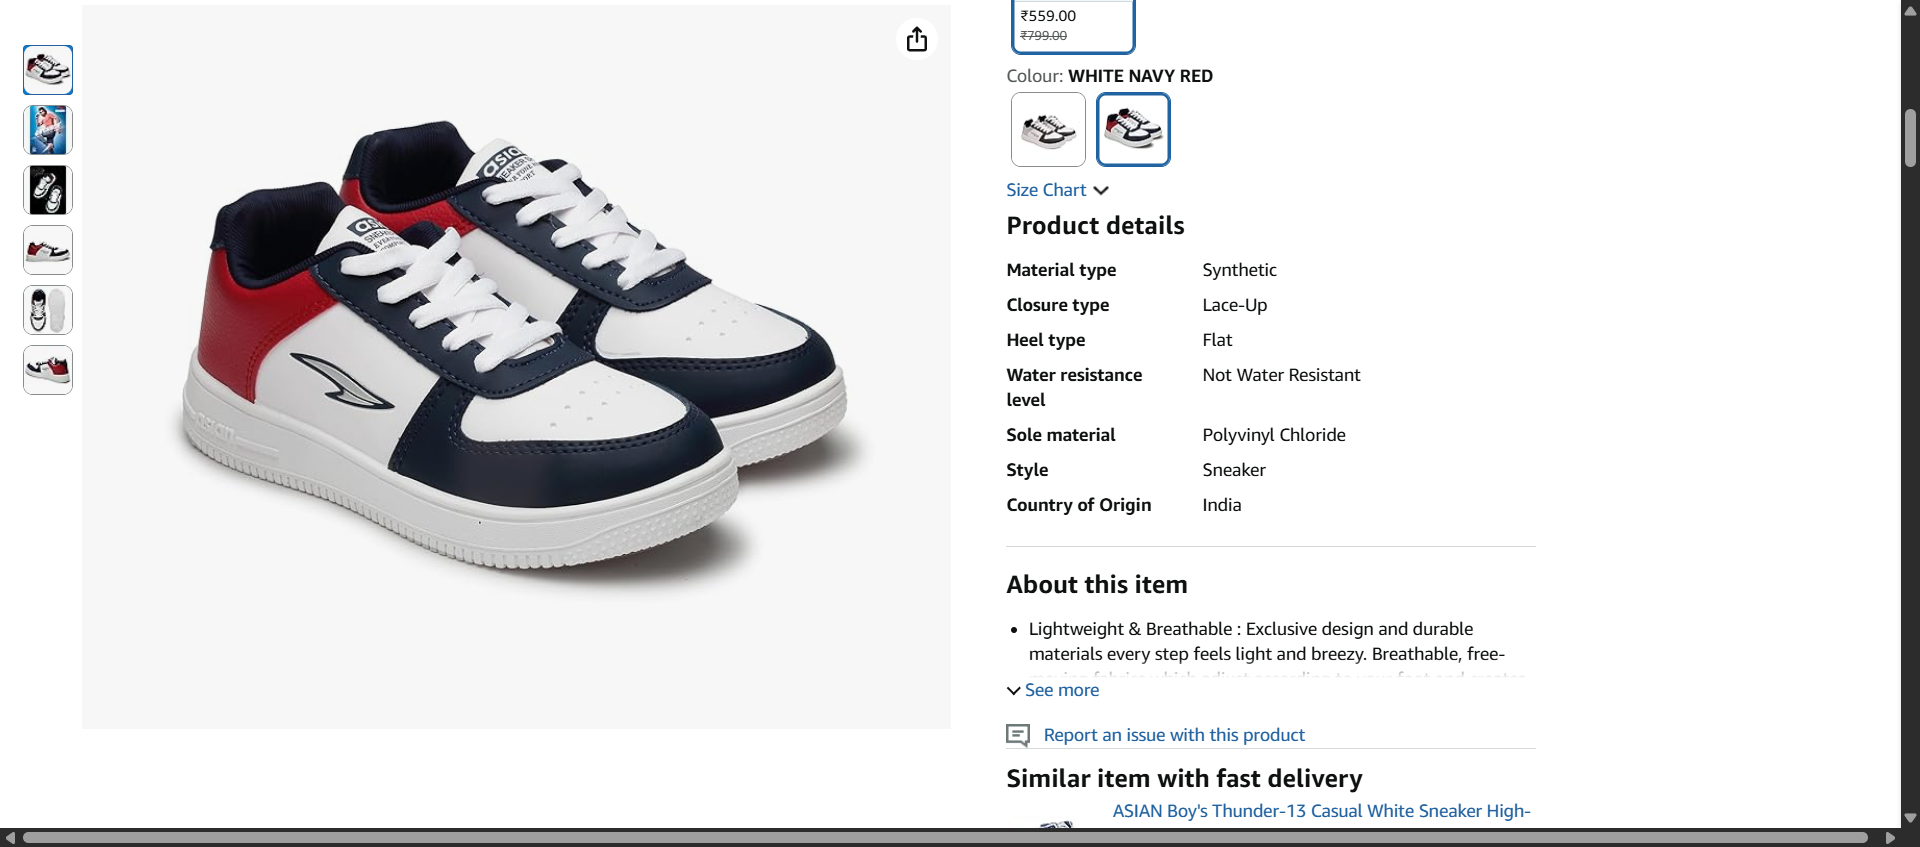 ₹559.00
₹799.00
Colour: WHITE NAVY RED
Size Chart
Product details
Material type Synthetic
Closure type Lace-Up
Heel type Flat
Water resistance level Not Water Resistant
Sole material Polyvinyl Chloride
Style Sneaker
Country of Origin India
About this item
• Lightweight & Breathable : Exclusive design and durable
materials every step feels light and breezy. Breathable, free-
See more
Report an issue with this product
Similar item with fast delivery
ASIAN Boy's Thunder-13 Casual White Sneaker High-
asian